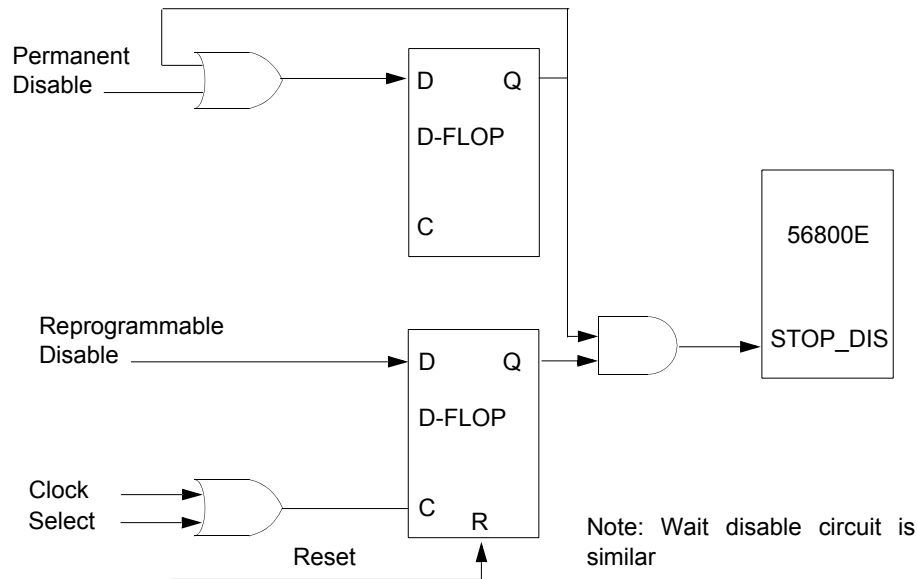 Permanent
Disable
D Q
D-FLOP
C
56800E
STOP_DIS
Reprogrammable
Disable
D Q
D-FLOP
Clock
Select
C
R
Reset
Note: Wait disable circuit is
similar